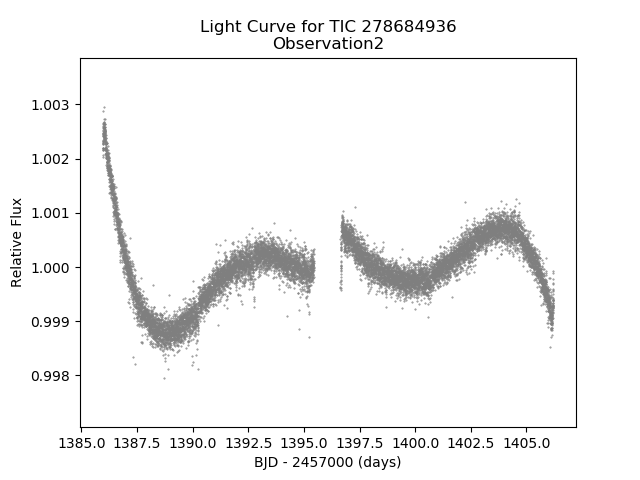 Light Curve for TIC 278684936
Observation2
Relative Flux
1.003
1.002
1.001
1.000
0.999
0.998
1385.0 1387.5 1390.0 1392.5 1395.0 1397.5 1400.0 1402.5 1405.0
BJD - 2457000 (days)